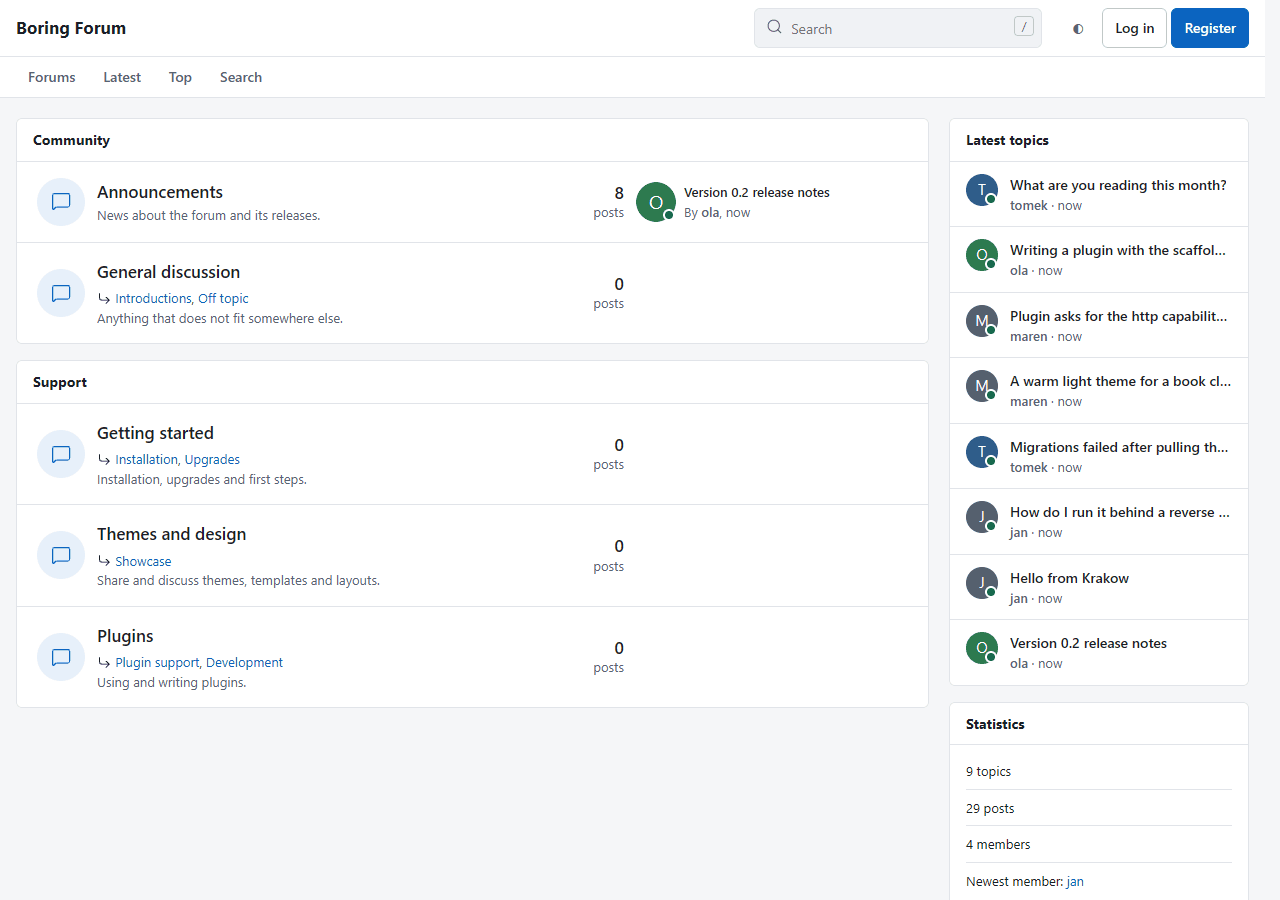 Boring Forum
Search
/
Log in
Register
Forums
Latest
Top
Search
Community
Announcements
News about the forum and its releases.
8
posts
O
Version 0.2 release notes
By ola, now
General discussion
Introductions, Off topic
Anything that does not fit somewhere else.
0
posts
Support
Getting started
Installation, Upgrades
Installation, upgrades and first steps.
0
posts
Themes and design
Showcase
Share and discuss themes, templates and layouts.
0
posts
Plugins
Plugin support, Development
Using and writing plugins.
0
posts
Latest topics
T
What are you reading this month?
tomek · now
O
Writing a plugin with the scaffol...
ola · now
M
Plugin asks for the http capabilit...
maren · now
M
A warm light theme for a book cl...
maren · now
T
Migrations failed after pulling th...
tomek · now
J
How do I run it behind a reverse ...
jan · now
J
Hello from Krakow
jan · now
O
Version 0.2 release notes
ola · now
Statistics
9 topics
29 posts
4 members
Newest member: jan